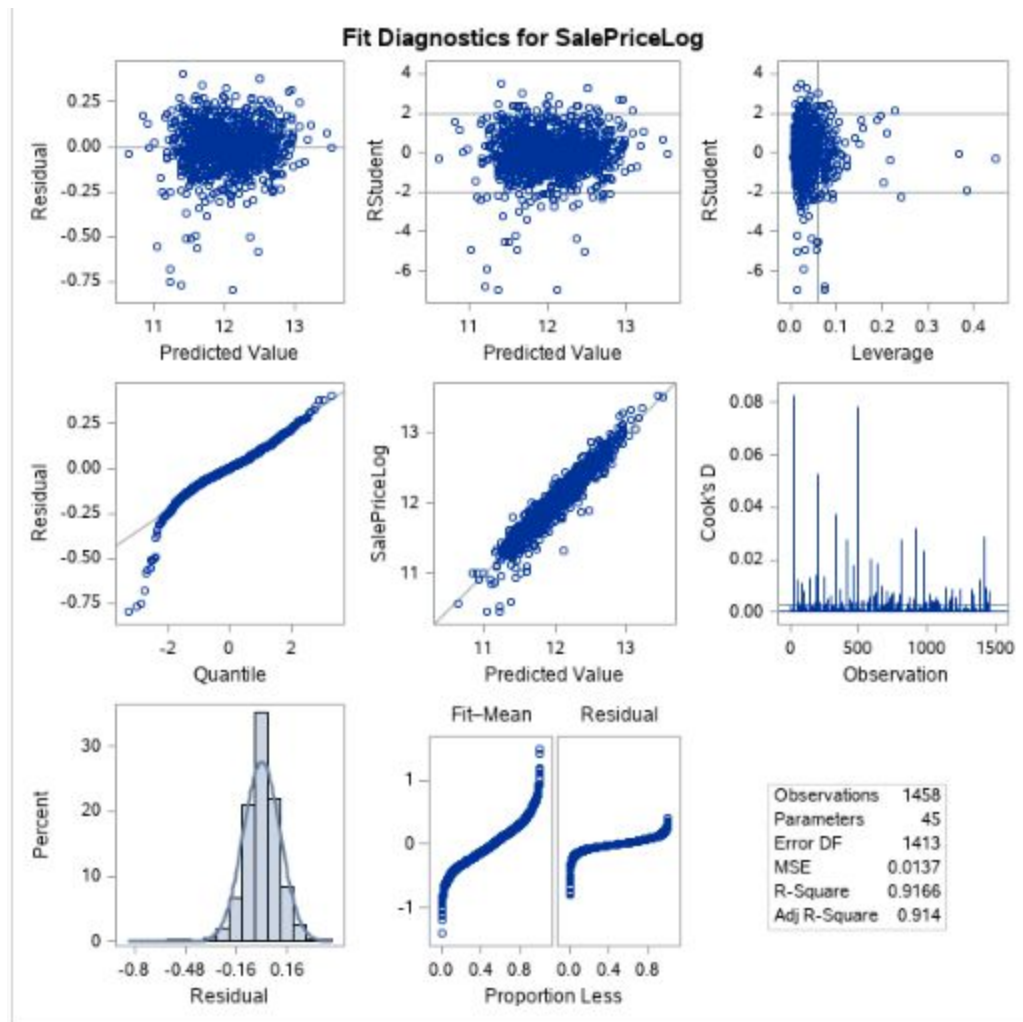 Fit Diagnostics for SalePriceLog
Residual
0.25
0.00
-0.25
-0.50
-0.75
11 12 13
Predicted Value
RStudent
4
2
0
-2
-4
-6
11 12 13
Predicted Value
RStudent
4
2
0
-2
-4
-6
0.0 0.1 0.2 0.3 0.4
Leverage
Residual
0.25
0.00
-0.25
-0.50
-0.75
-2 0 2
Quantile
SalePriceLog
13
12
11
11 12 13
Predicted Value
Cook's D
0.08
0.06
0.04
0.02
0.00
0 500 1000 1500
Observation
Percent
30
20
10
0
-0.8 -0.48 -0.16 0.16
Residual
Fit–Mean Residual
1
0
-1
0.0 0.4 0.8 0.0 0.4 0.8
Proportion Less
Observations 1458
Parameters 45
Error DF 1413
MSE 0.0137
R-Square 0.9166
Adj R-Square 0.914